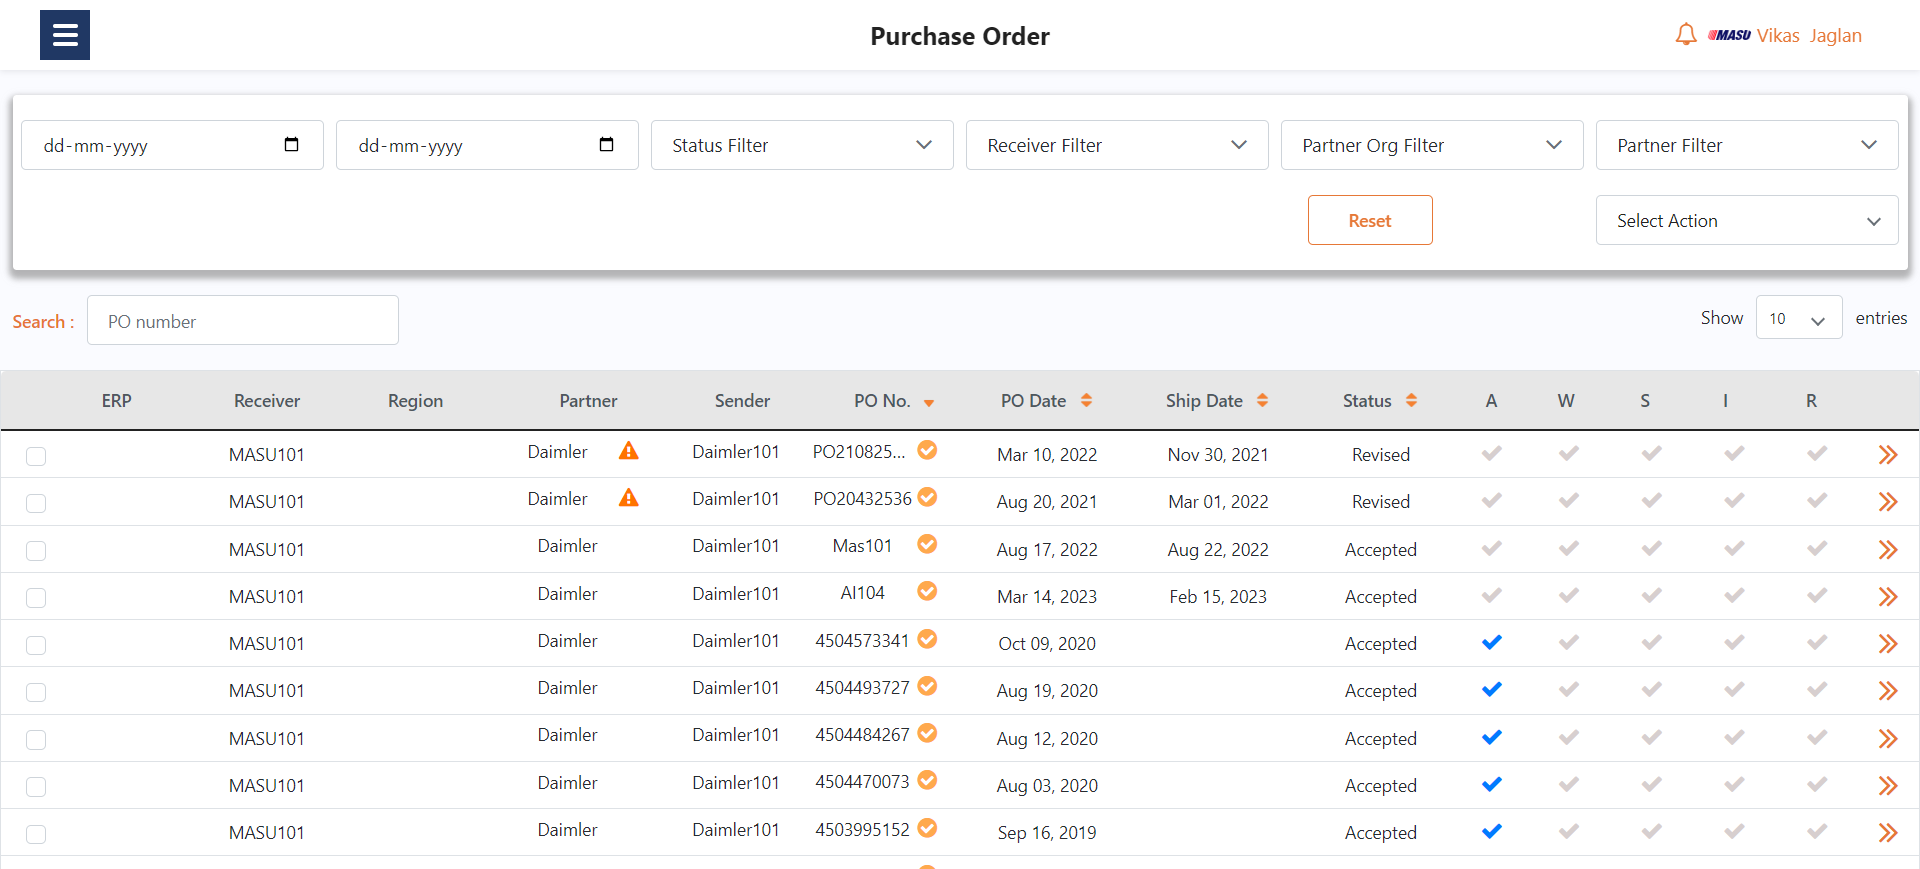 Purchase Order
MASU Vikas Jaglan
dd-mm-yyyy dd-mm-yyyy Status Filter Receiver Filter Partner Org Filter Partner Filter
Reset Select Action
Search : PO number Show 10 entries
ERP Receiver Region Partner Sender PO No. PO Date Ship Date Status A W S I R
MASU101 Daimler Daimler101 PO210825... Mar 10, 2022 Nov 30, 2021 Revised
MASU101 Daimler Daimler101 PO20432536 Aug 20, 2021 Mar 01, 2022 Revised
MASU101 Daimler Daimler101 Mas101 Aug 17, 2022 Aug 22, 2022 Accepted
MASU101 Daimler Daimler101 AI104 Mar 14, 2023 Feb 15, 2023 Accepted
MASU101 Daimler Daimler101 4504573341 Oct 09, 2020 Accepted
MASU101 Daimler Daimler101 4504493727 Aug 19, 2020 Accepted
MASU101 Daimler Daimler101 4504484267 Aug 12, 2020 Accepted
MASU101 Daimler Daimler101 4504470073 Aug 03, 2020 Accepted
MASU101 Daimler Daimler101 4503995152 Sep 16, 2019 Accepted